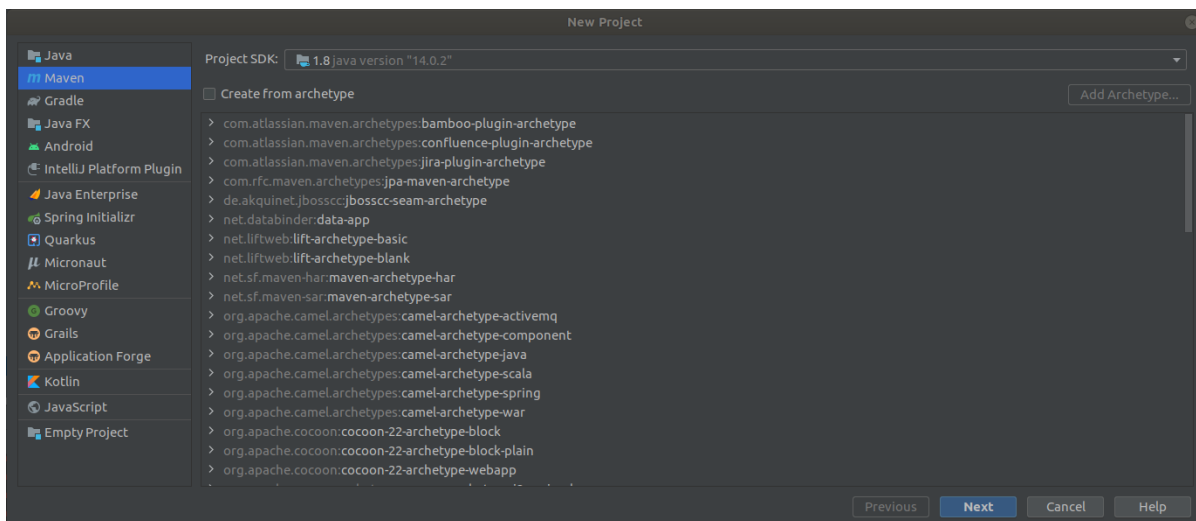 New Project
Java
Maven
Gradle
Java FX
Android
IntelliJ Platform Plugin
Java Enterprise
Spring Initializr
Quarkus
Micronaut
MicroProfile
Groovy
Grails
Application Forge
Kotlin
JavaScript
Empty Project
Project SDK: 1.8 java version "14.0.2"
Create from archetype
Add Archetype...
com.atlassian.maven.archetypes:bamboo-plugin-archetype
com.atlassian.maven.archetypes:confluence-plugin-archetype
com.atlassian.maven.archetypes:jira-plugin-archetype
com.rfc.maven.archetypes:jpa-maven-archetype
de.akquinet.jbosscc:jbosscc-seam-archetype
net.databinder:data-app
net.liftweb:lift-archetype-basic
net.liftweb:lift-archetype-blank
net.sf.maven-har:maven-archetype-har
net.sf.maven-sar:maven-archetype-sar
org.apache.camel.archetypes:camel-archetype-activemq
org.apache.camel.archetypes:camel-archetype-component
org.apache.camel.archetypes:camel-archetype-java
org.apache.camel.archetypes:camel-archetype-scala
org.apache.camel.archetypes:camel-archetype-spring
org.apache.camel.archetypes:camel-archetype-war
org.apache.cocoon:cocoon-22-archetype-block
org.apache.cocoon:cocoon-22-archetype-block-plain
org.apache.cocoon:cocoon-22-archetype-webapp
Previous
Next
Cancel
Help